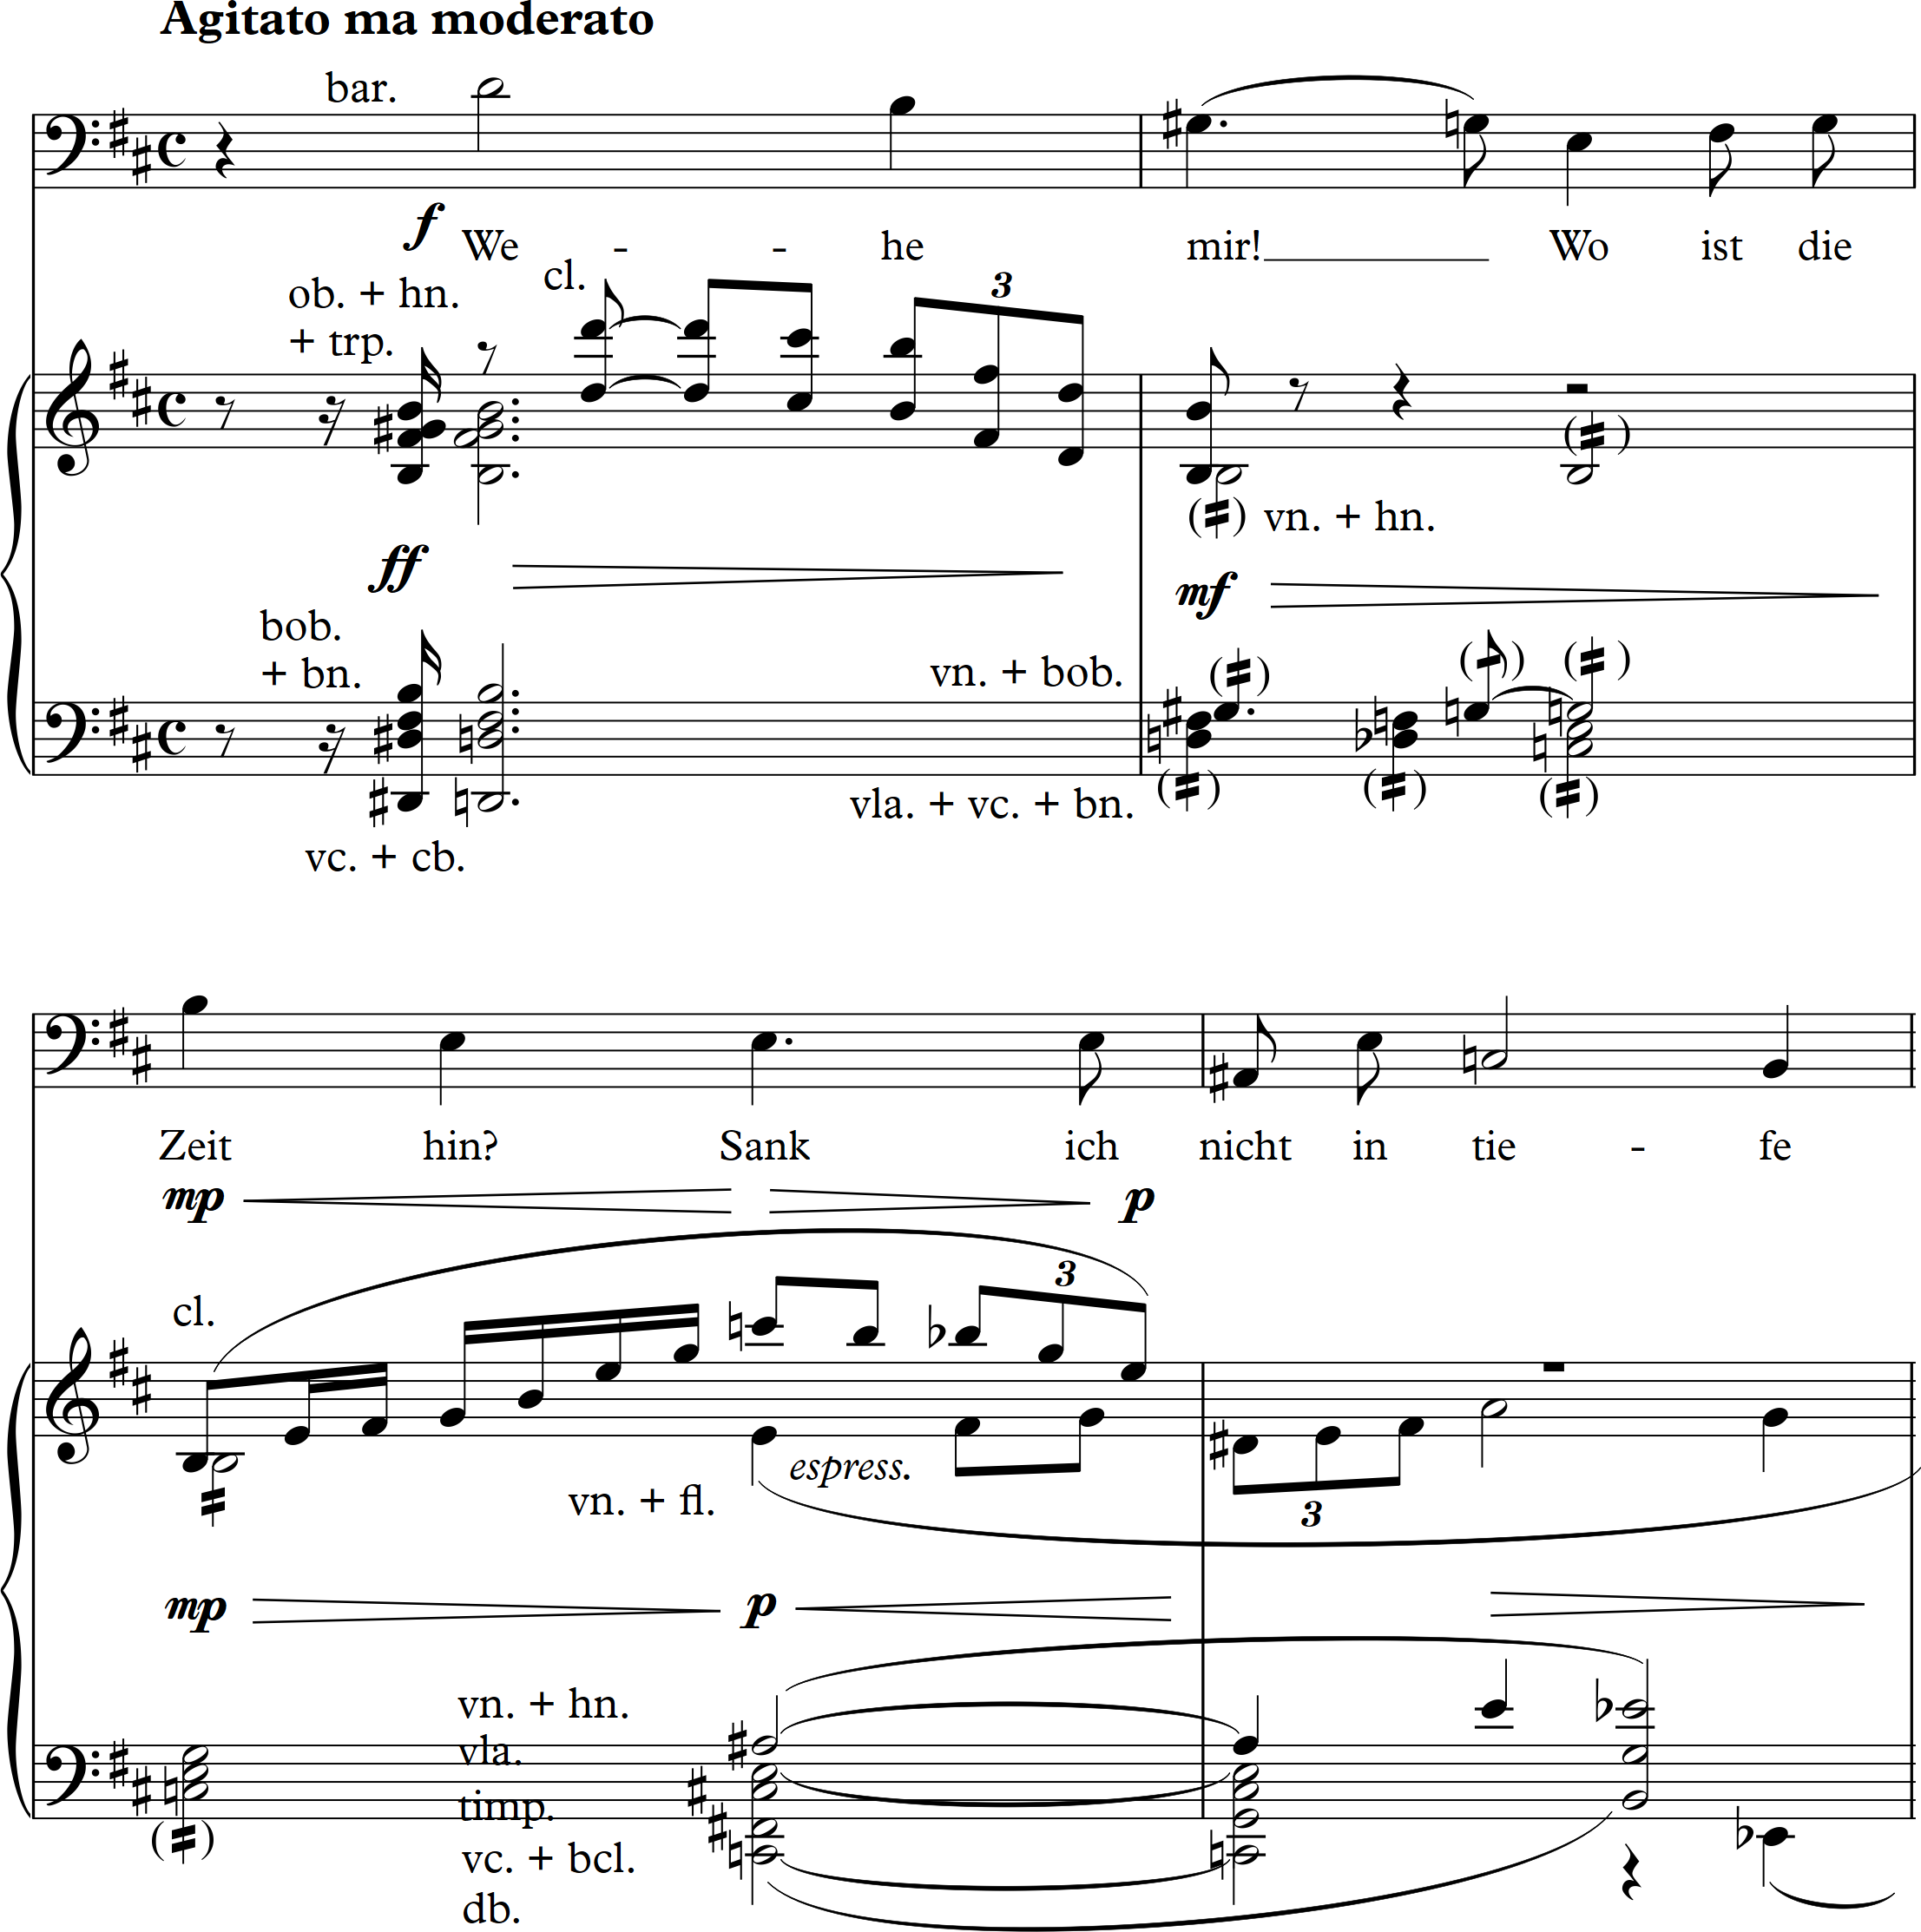 Agitato ma moderato
bar.
f
We - - he mir! Wo ist die
cl.
3
ob. + hn.
+ trp.
vn. + hn.
ff
mf
bob.
+ bn.
vn. + bob.
vla. + vc. + bn.
vc. + cb.
Zeit hin? Sank ich nicht in tie - fe
mp p
cl.
3
espress.
vn. + fl.
3
mp p
vn. + hn.
vla.
timp.
vc. + bcl.
db.